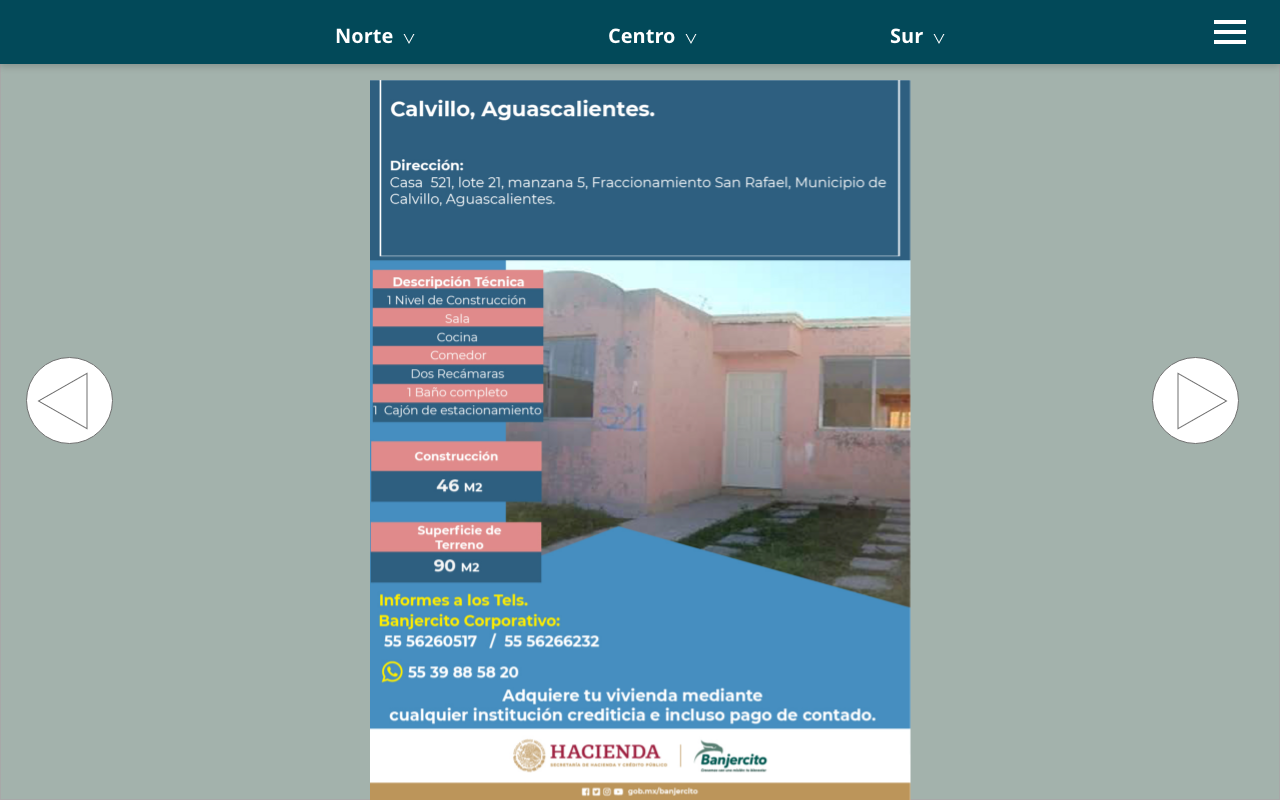 Norte Centro Sur
Calvillo, Aguascalientes.
Dirección:
Casa 521, lote 21, manzana 5, Fraccionamiento San Rafael, Municipio de
Calvillo, Aguascalientes.
Descripción Técnica
1 Nivel de Construcción
Sala
Cocina
Comedor
Dos Recámaras
1 Baño completo
1 Cajón de estacionamiento
521
Construcción
46 M2
Superficie de
Terreno
90 M2
Informes a los Tels.
Banjercito Corporativo:
55 56260517 / 55 56266232
55 39 88 58 20
Adquiere tu vivienda mediante
cualquier institución crediticia e incluso pago de contado.
HACIENDA
SECRETARÍA DE HACIENDA Y CRÉDITO PÚBLICO
Banjercito
gob.mx/banjercito